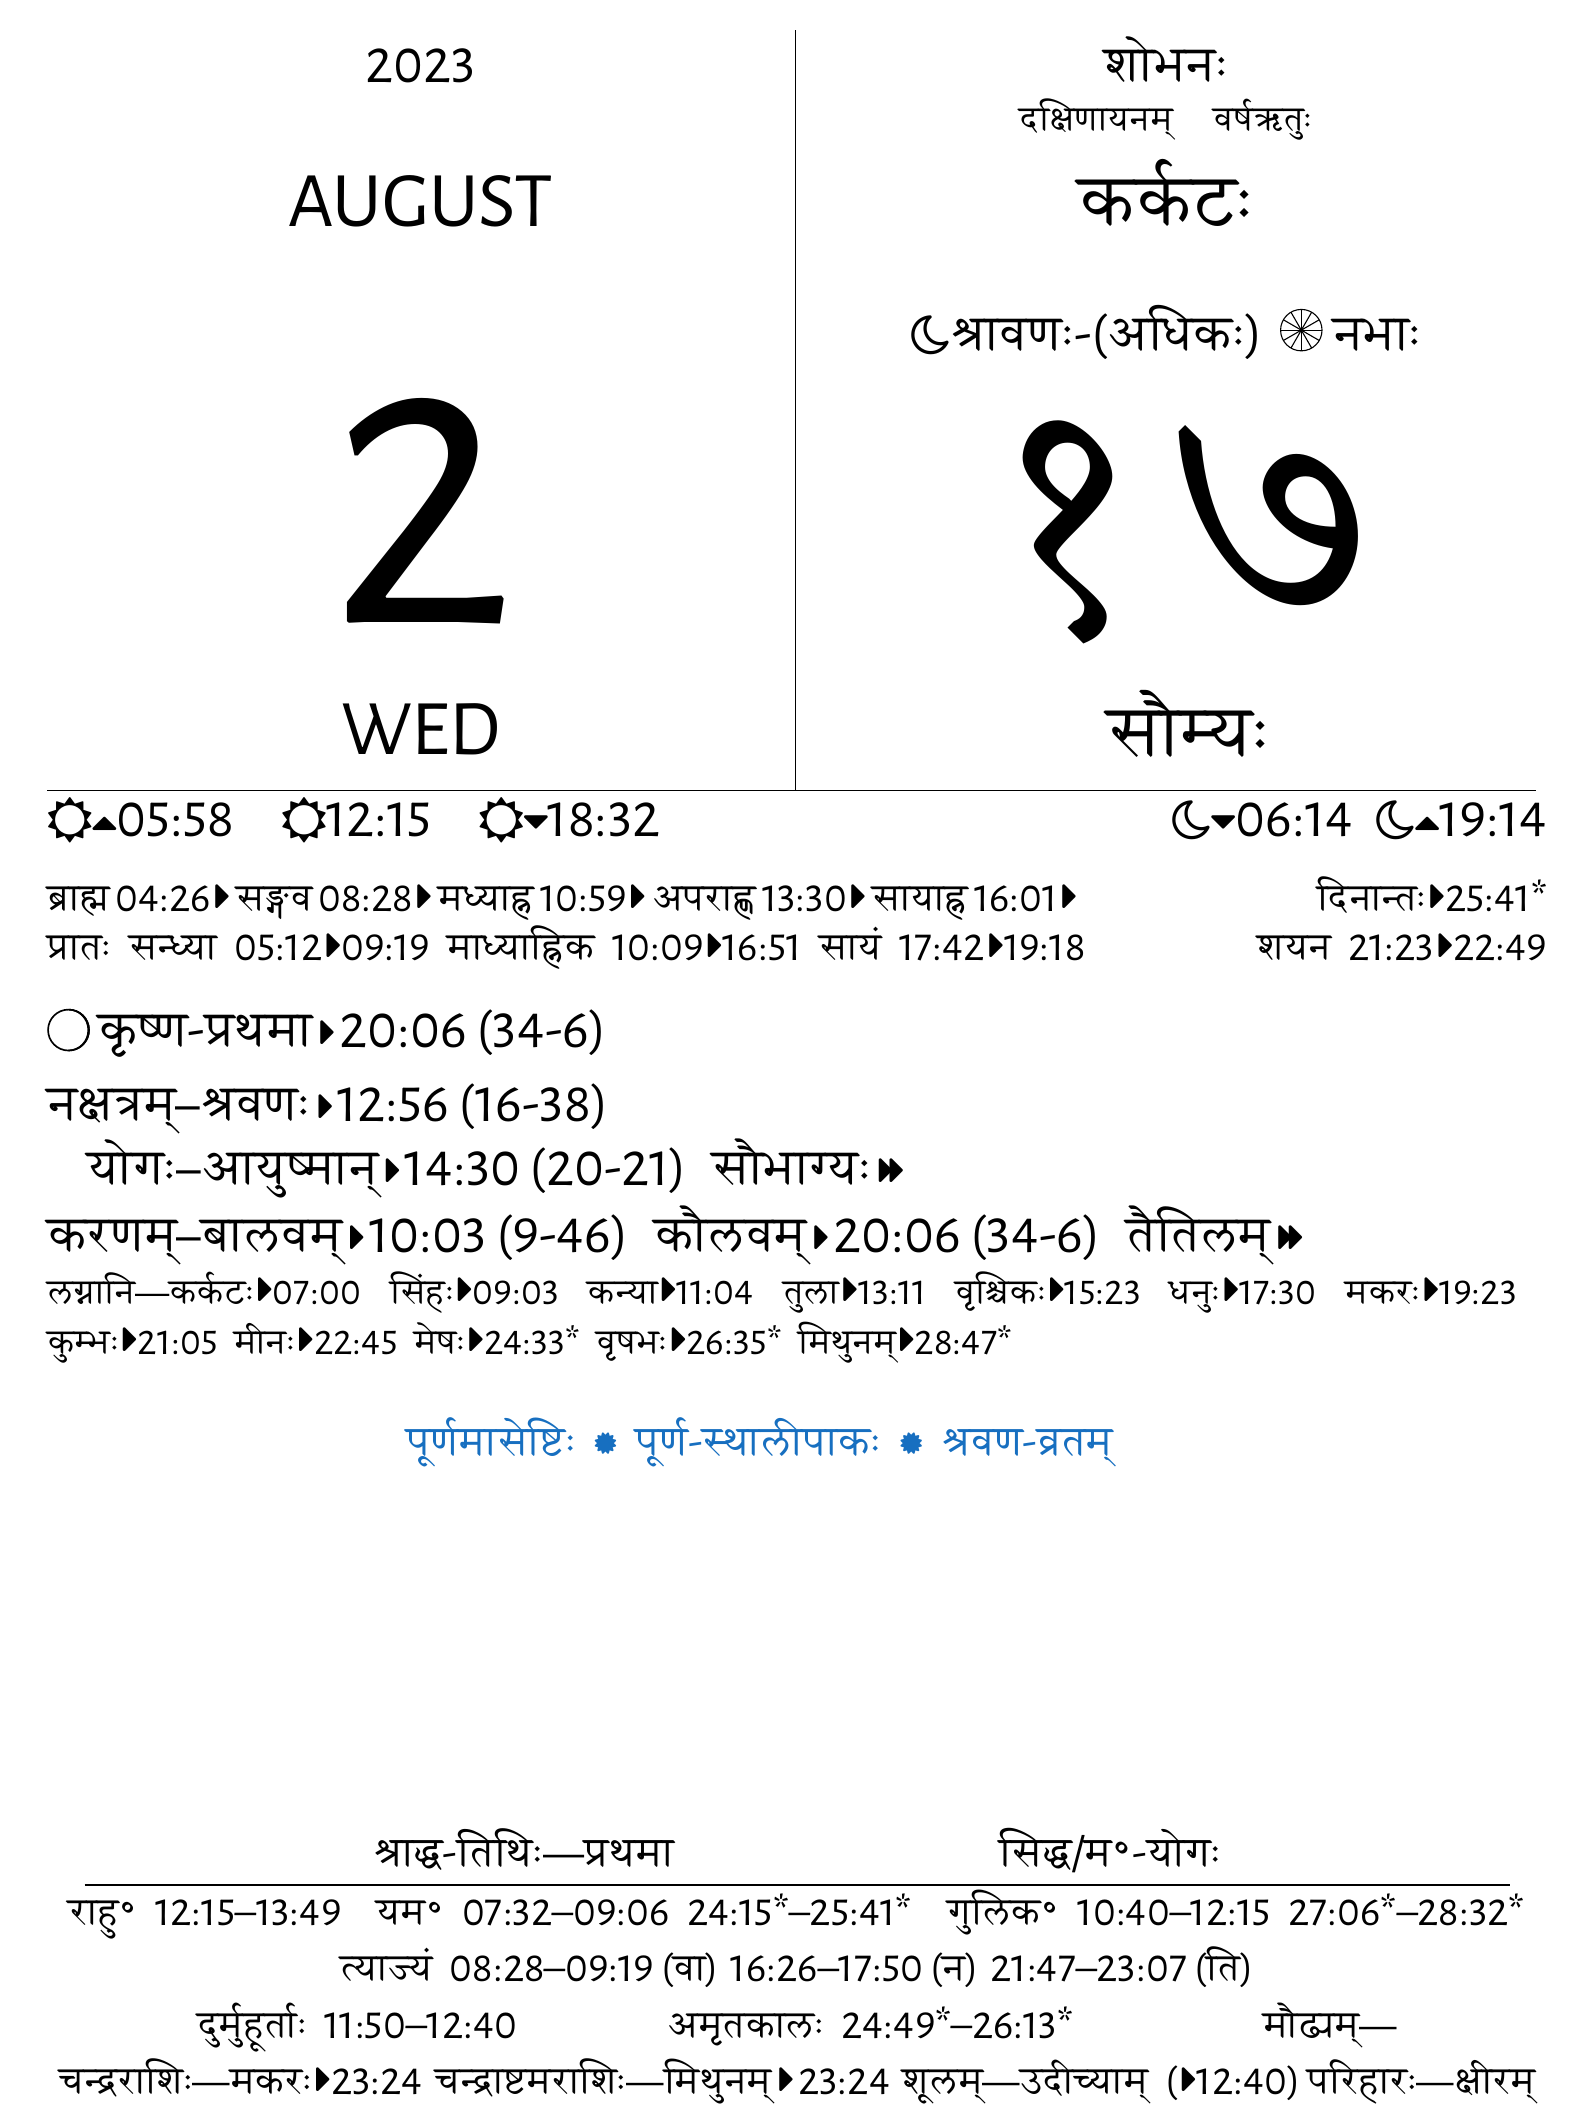 2023
AUGUST
2
WED
शोभनः
दक्षिणायनम् वर्षऋतुः
कर्कटः
श्रावणः-(अधिकः) नभाः
१७
सौम्यः
05:58 12:15 18:32 06:14 19:14
ब्राह्म 04:26 सङ्गव 08:28 मध्याह्न 10:59 अपराह्ण 13:30 सायाह्न 16:01 दिनान्तः 25:41*
प्रातः सन्ध्या 05:12 09:19 माध्याह्निक 10:09 16:51 सायं 17:42 19:18 शयन 21:23 22:49
कृष्ण-प्रथमा 20:06 (34-6)
नक्षत्रम्–श्रवणः 12:56 (16-38)
योगः–आयुष्मान् 14:30 (20-21) सौभाग्यः
करणम्–बालवम् 10:03 (9-46) कौलवम् 20:06 (34-6) तैतिलम्
लग्नानि—कर्कटः 07:00 सिंहः 09:03 कन्या 11:04 तुला 13:11 वृश्चिकः 15:23 धनुः 17:30 मकरः 19:23
कुम्भः 21:05 मीनः 22:45 मेषः 24:33* वृषभः 26:35* मिथुनम् 28:47*
पूर्णमासेष्टिः ✹ पूर्ण-स्थालीपाकः ✹ श्रवण-व्रतम्
श्राद्ध-तिथिः—प्रथमा सिद्ध/म॰-योगः
राहु॰ 12:15–13:49 यम॰ 07:32–09:06 24:15*–25:41* गुलिक॰ 10:40–12:15 27:06*–28:32*
त्याज्यं 08:28–09:19 (वा) 16:26–17:50 (न) 21:47–23:07 (ति)
दुर्मुहूर्ताः 11:50–12:40 अमृतकालः 24:49*–26:13* मौढ्यम्—
चन्द्रराशिः—मकरः 23:24 चन्द्राष्टमराशिः—मिथुनम् 23:24 शूलम्—उदीच्याम् (12:40) परिहारः—क्षीरम्